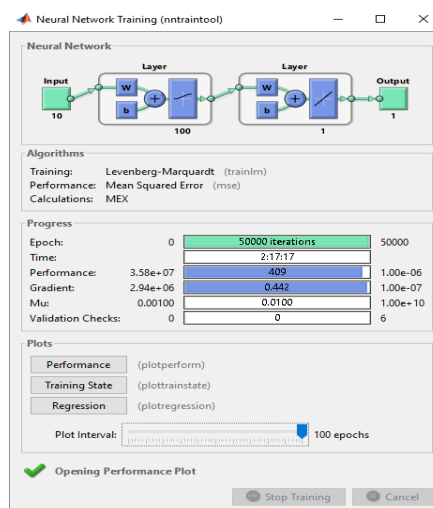 Neural Network Training (nntraintool)
Neural Network
Layer Layer
Input Output
W W
b b
10 1
100 1
Algorithms
Training: Levenberg-Marquardt (trainlm)
Performance: Mean Squared Error (mse)
Calculations: MEX
Progress
Epoch: 0 50000 iterations 50000
Time: 2:17:17
Performance: 3.58e+07 409 1.00e-06
Gradient: 2.94e+06 0.442 1.00e-07
Mu: 0.00100 0.0100 1.00e+10
Validation Checks: 0 0 6
Plots
Performance (plotperform)
Training State (plottrainstate)
Regression (plotregression)
Plot Interval: 100 epochs
Opening Performance Plot
Stop Training Cancel